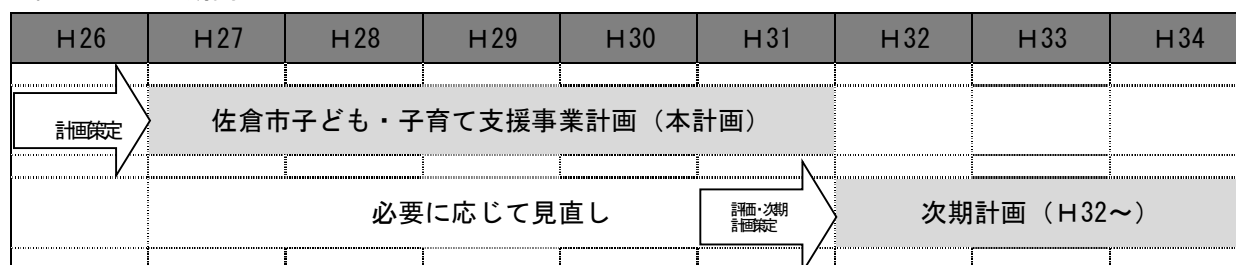 H26 H27 H28 H29 H30 H31 H32 H33 H34
計画策定 佐倉市子ども・子育て支援事業計画（本計画）
必要に応じて見直し 評価・次期 次期計画（H32～）
計画策定